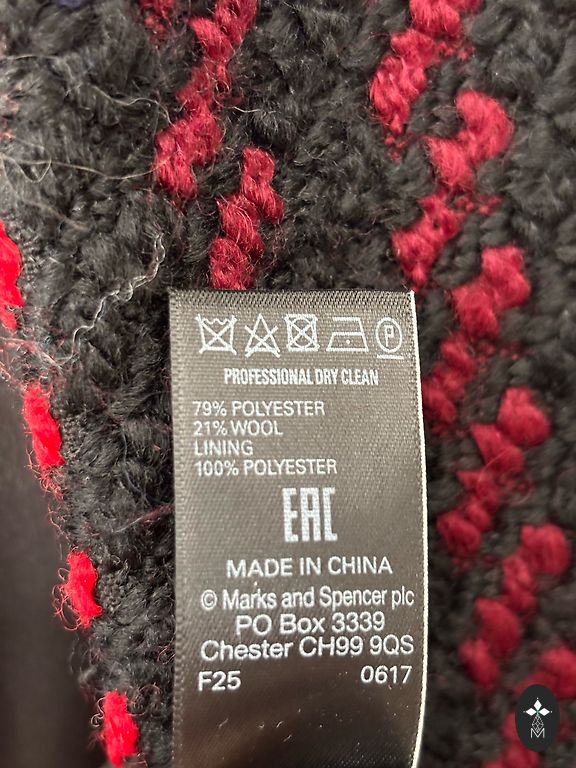 P
PROFESSIONAL DRY CLEAN
79% POLYESTER
21% WOOL
LINING
100% POLYESTER
EAC
MADE IN CHINA
© Marks and Spencer plc
PO Box 3339
Chester CH99 9QS
F25 0617
M